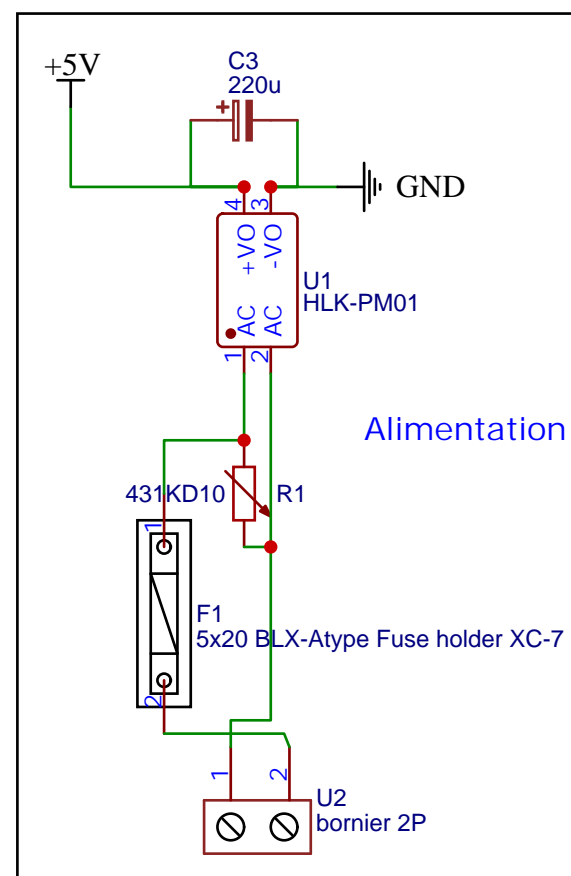 +5V
C3
220u
GND
4
3
+VO
-VO
U1
HLK-PM01
AC
AC
1
2
Alimentation
431KD10
R1
1
F1
5x20 BLX-Atype Fuse holder XC-7
2
1
2
U2
bornier 2P